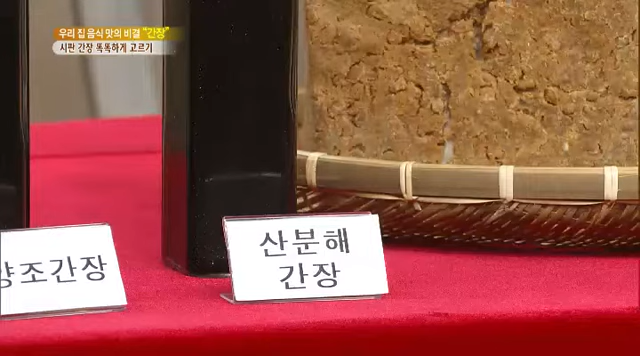 우리 집 음식 맛의 비결 "간장"
시판 간장 똑똑하게 고르기
양조간장
산분해
간장